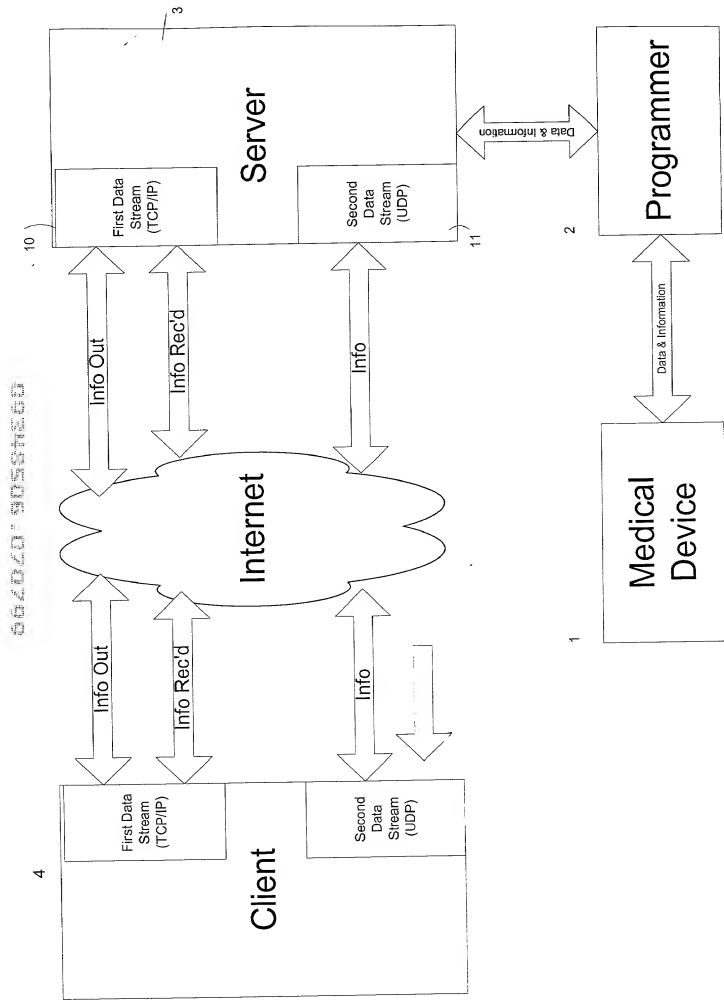 3
10
First Data
Stream
(TCP/IP)
Server
Second
Data
Stream
(UDP)
11
Info Out
Info Rec'd
Info
Internet
Info Out
Info Rec'd
Info
4
First Data
Stream
(TCP/IP)
Client
Second
Data
Stream
(UDP)
Data & Information
2
Programmer
Data & Information
1
Medical
Device